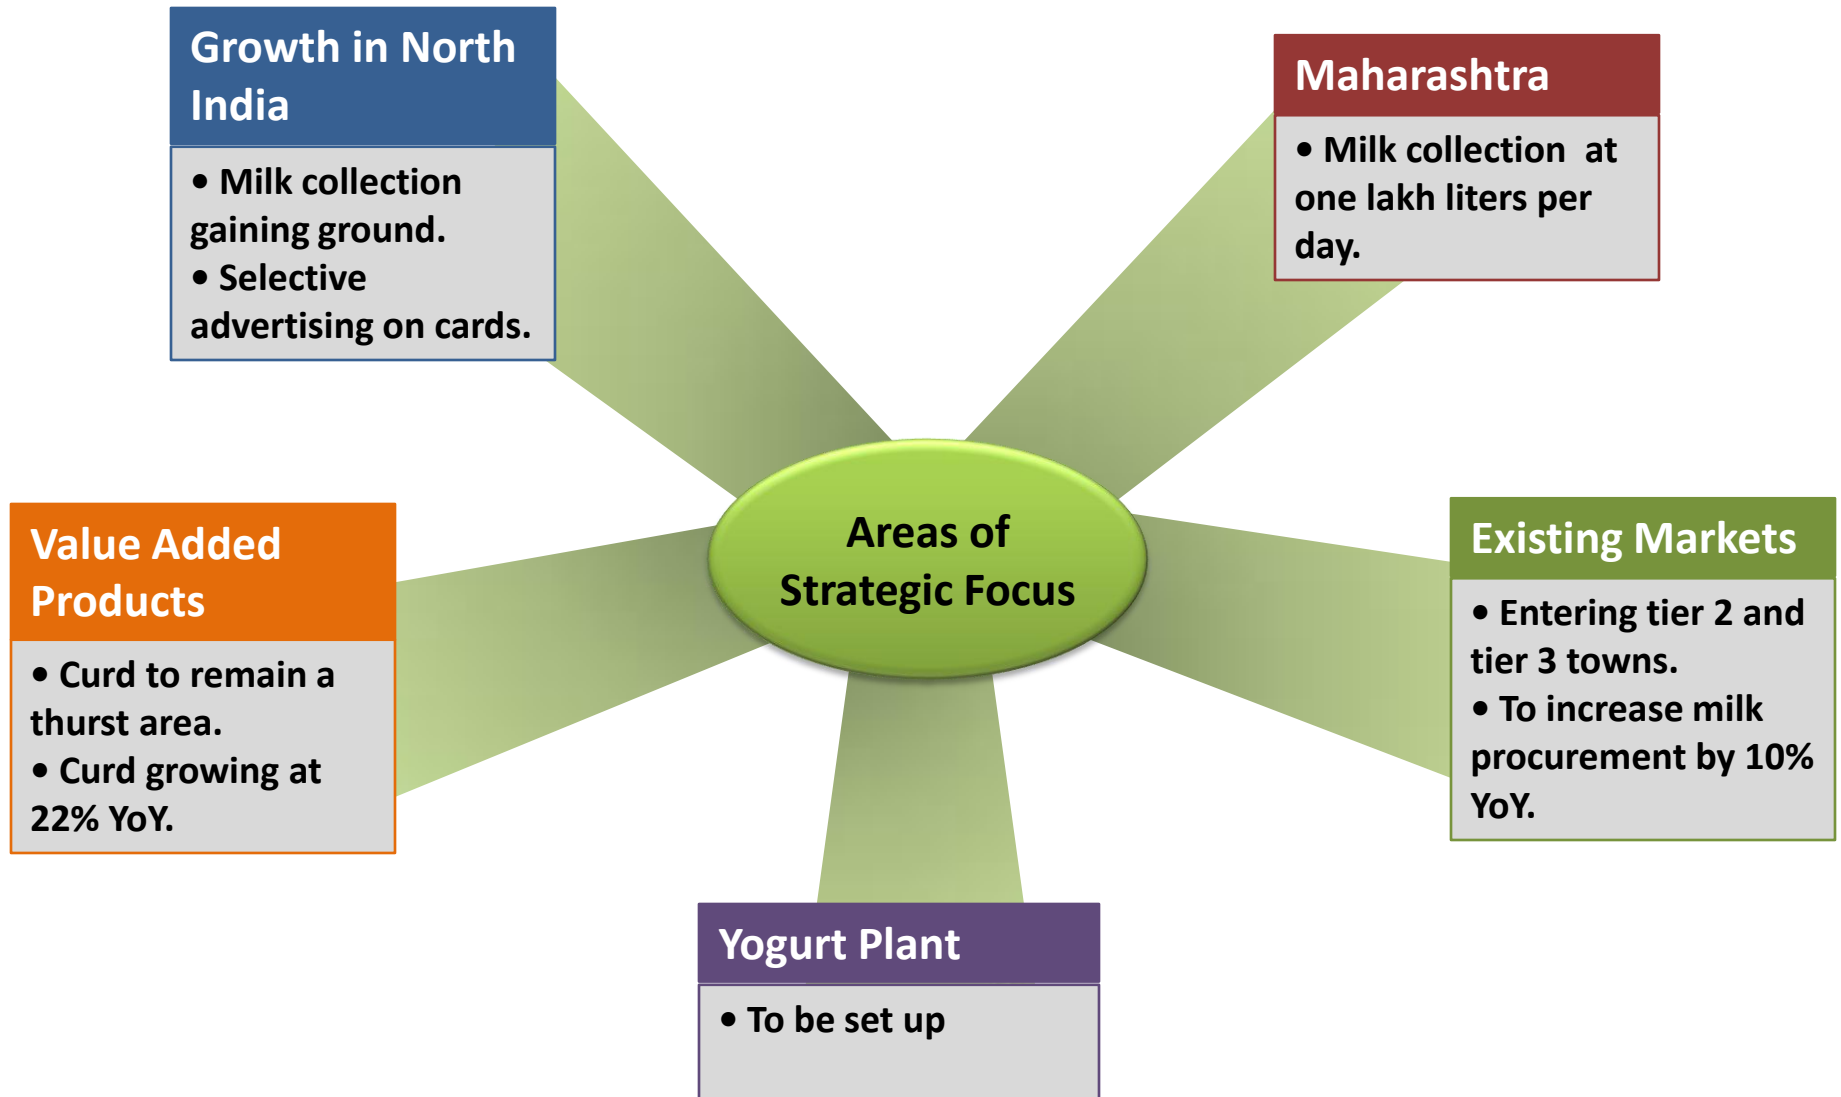 Growth in North
India
• Milk collection
gaining ground.
• Selective
advertising on cards.
Maharashtra
• Milk collection  at
one lakh liters per
day.
Areas of
Strategic Focus
Value Added
Products
• Curd to remain a
thurst area.
• Curd growing at
22% YoY.
Existing Markets
• Entering tier 2 and
tier 3 towns.
• To increase milk
procurement by 10%
YoY.
Yogurt Plant
• To be set up